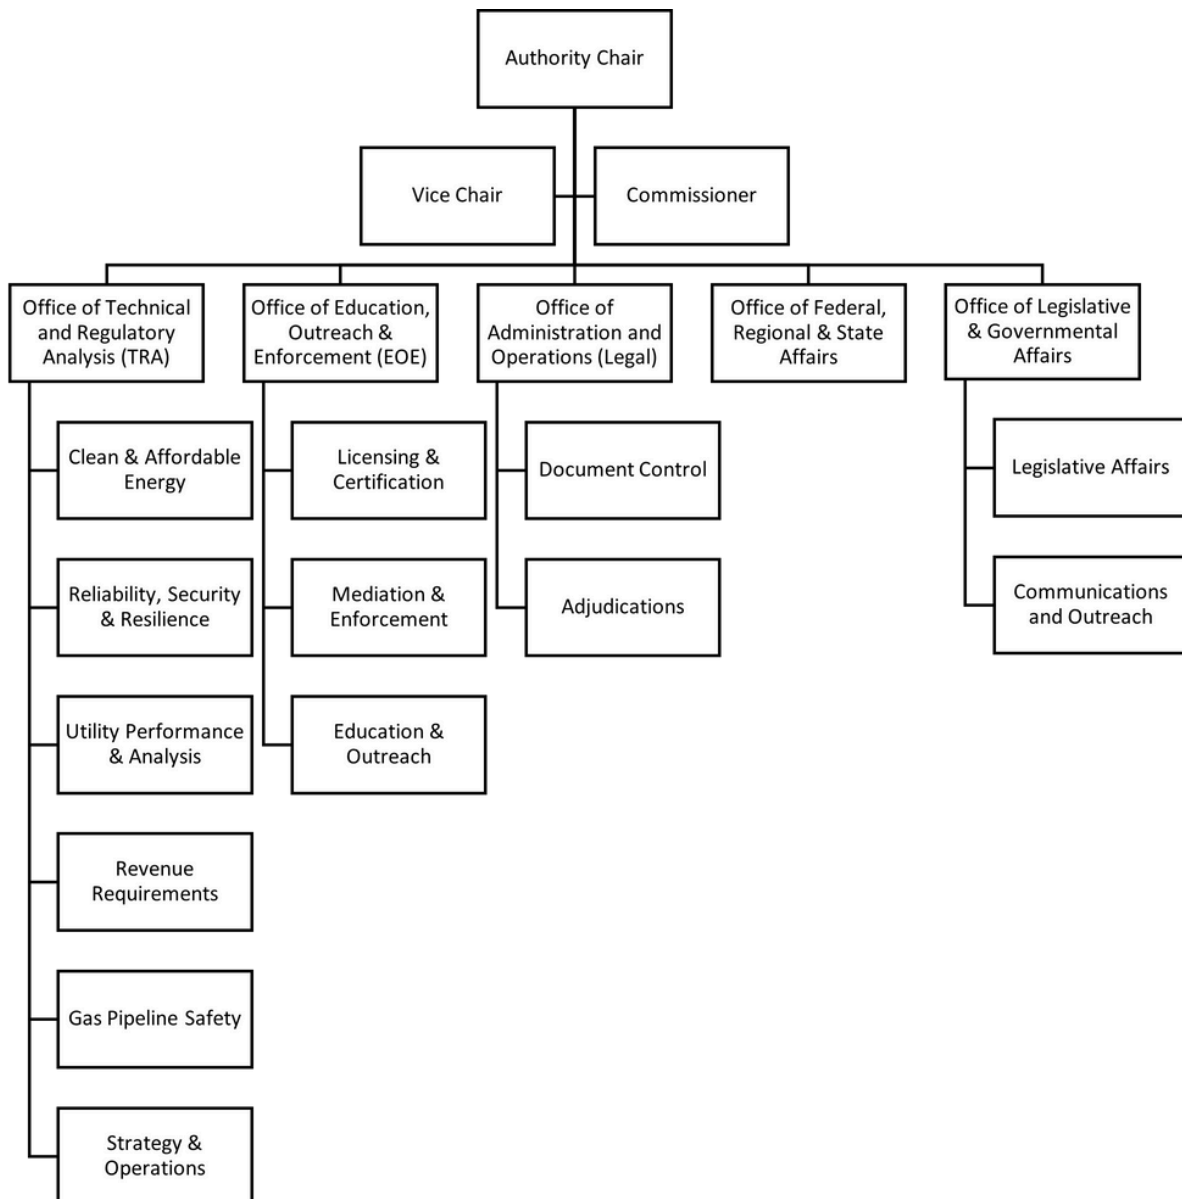 Authority Chair
Vice Chair
Commissioner
Office of Technical
and Regulatory
Analysis (TRA)
Office of Education,
Outreach &
Enforcement (EOE)
Office of
Administration and
Operations (Legal)
Office of Federal,
Regional & State
Affairs
Office of Legislative
& Governmental
Affairs
Clean & Affordable
Energy
Reliability, Security
& Resilience
Utility Performance
& Analysis
Revenue
Requirements
Gas Pipeline Safety
Strategy &
Operations
Licensing &
Certification
Mediation &
Enforcement
Education &
Outreach
Document Control
Adjudications
Legislative Affairs
Communications
and Outreach